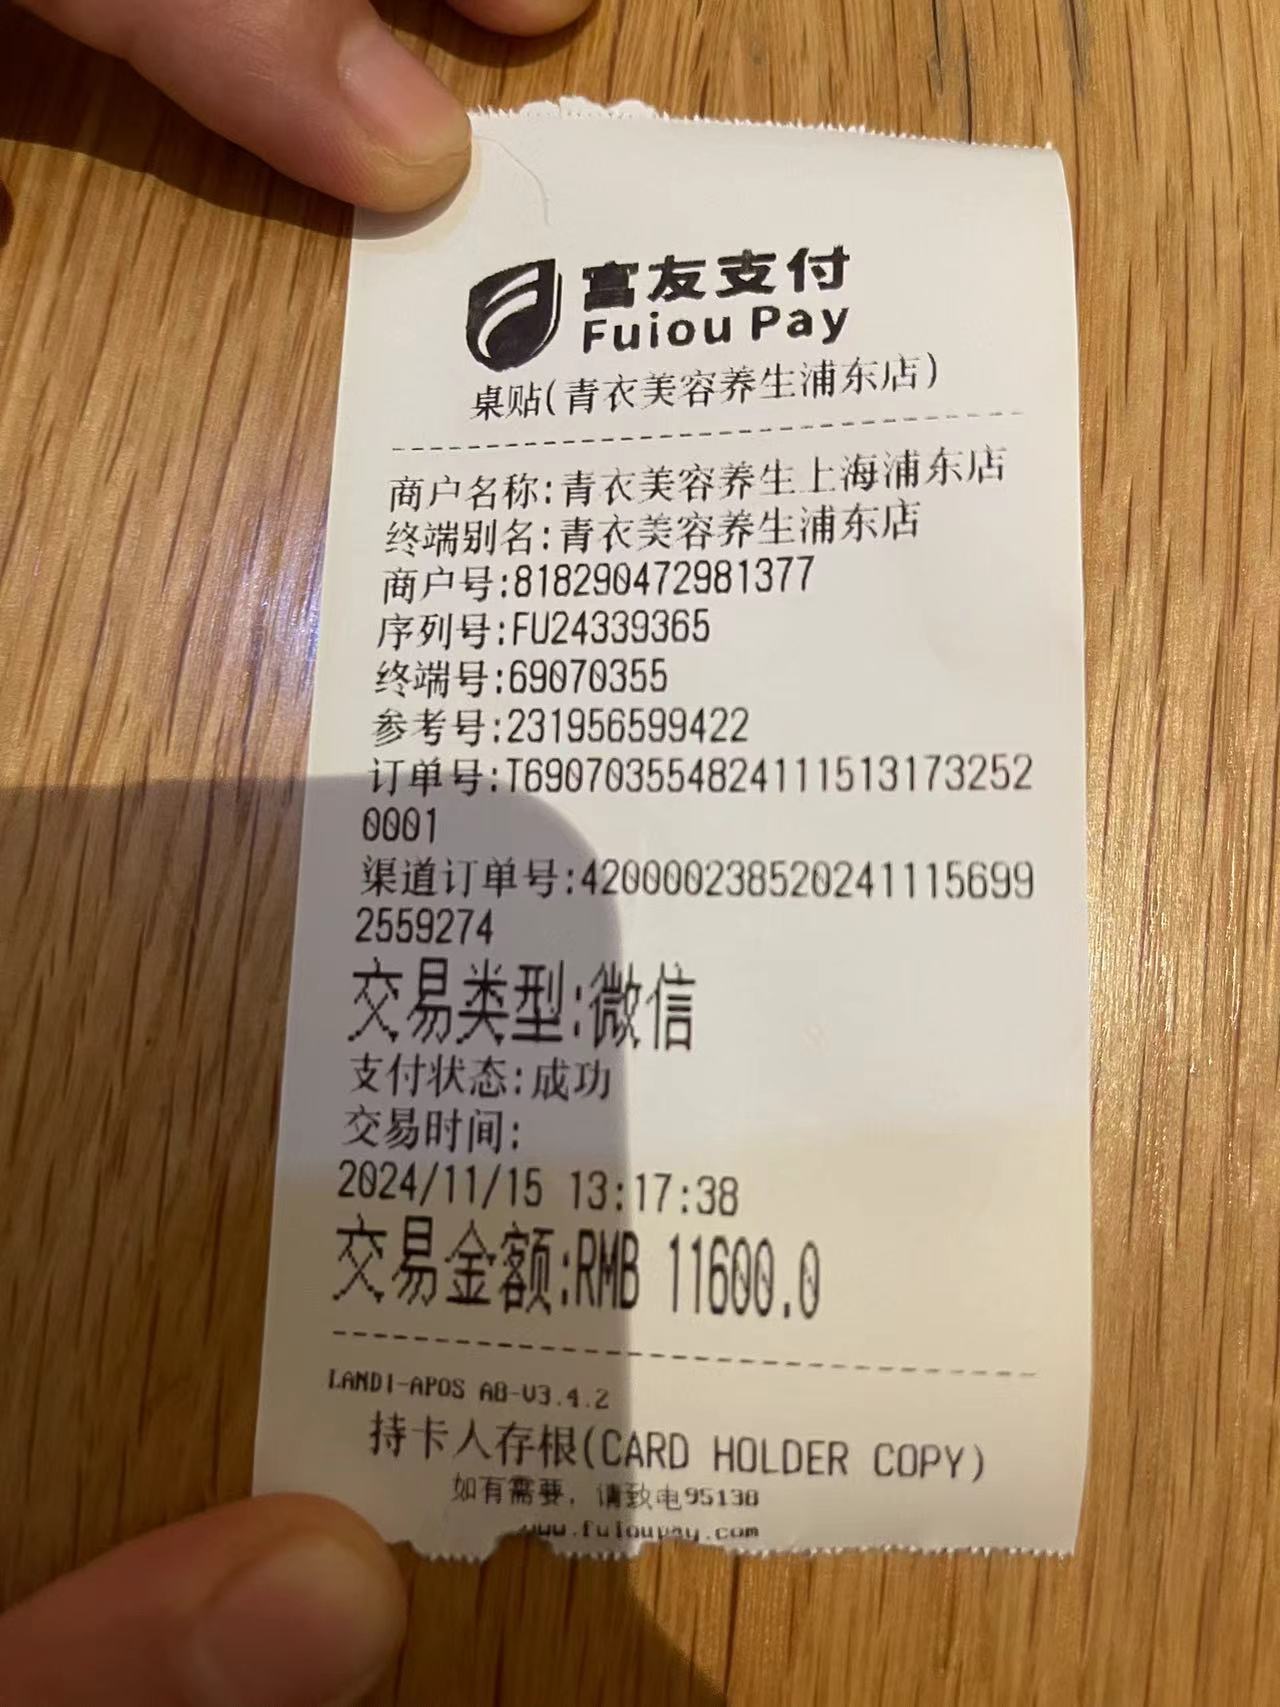 富友支付
Fuiou Pay
桌贴(青衣美容养生浦东店)
商户名称:青衣美容养生上海浦东店
终端别名:青衣美容养生浦东店
商户号:818290472981377
序列号:FU24339365
终端号:69070355
参考号:231956599422
订单号:T690703554824111513173252
0001
渠道订单号:420000238520241115699
2559274
交易类型:微信
支付状态:成功
交易时间:
2024/11/15 13:17:38
交易金额:RMB 11600.0
LANDI-APOS A8-V3.4.2
持卡人存根(CARD HOLDER COPY)
如有需要，请致电95138
www.fuioupay.com